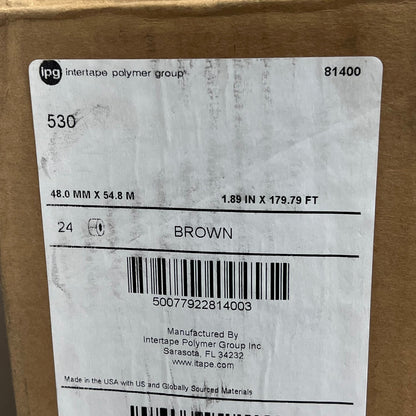 ipg intertape polymer group® 81400
530
48.0 MM X 54.8 M 1.89 IN X 179.79 FT
24 BROWN
50077922814003
Manufactured By
Intertape Polymer Group Inc
Sarasota, FL 34232
www.itape.com
Made in the USA with US and Globally Sourced Materials